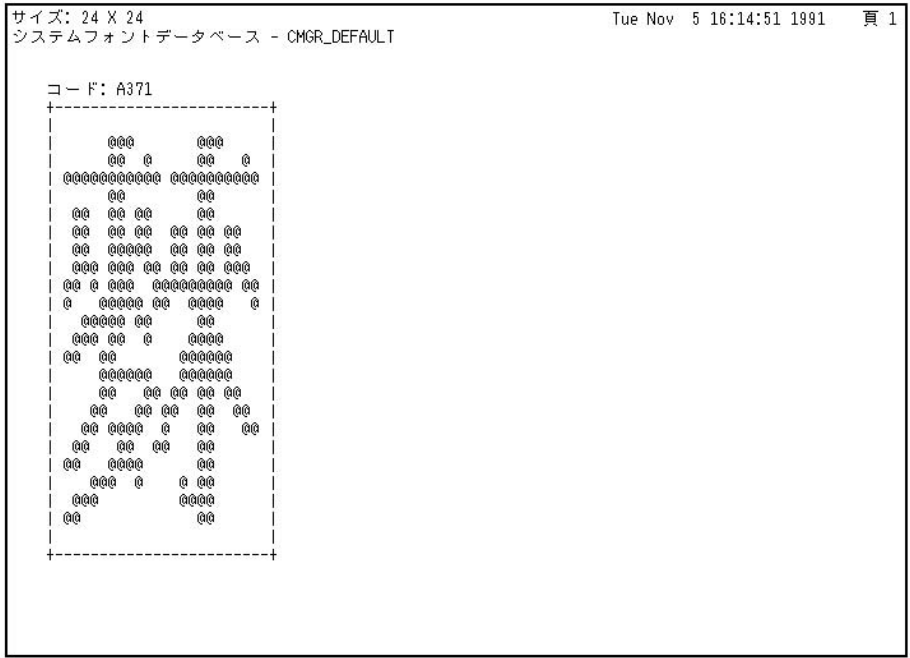 サイズ: 24 X 24 Tue Nov 5 16:14:51 1991 頁 1
システムフォントデータベース - CMGR_DEFAULT
コード: A371
+------------------------+
|                        |
|      @@@       @@@     |
|      @@  @     @@   @  |
| @@@@@@@@@@@ @@@@@@@@@@ |
|      @@        @@      |
|  @@  @@ @@     @@      |
|  @@  @@ @@  @@ @@ @@   |
|  @@  @@@@@  @@ @@ @@   |
|  @@@ @@@ @@ @@ @@ @@@  |
| @@ @ @@@  @@@@@@@@@ @@ |
| @   @@@@@ @@  @@@@   @ |
|   @@@@@ @@     @@      |
|  @@@ @@  @    @@@@     |
| @@  @@       @@@@@@    |
|     @@@@@@   @@@@@@    |
|     @@   @@ @@ @@ @@   |
|    @@   @@ @@  @@  @@  |
|   @@ @@@@  @   @@   @@ |
|  @@   @@  @@   @@      |
| @@   @@@@      @@      |
|    @@@  @    @ @@      |
|  @@@         @@@@      |
| @@             @@      |
|                        |
+------------------------+